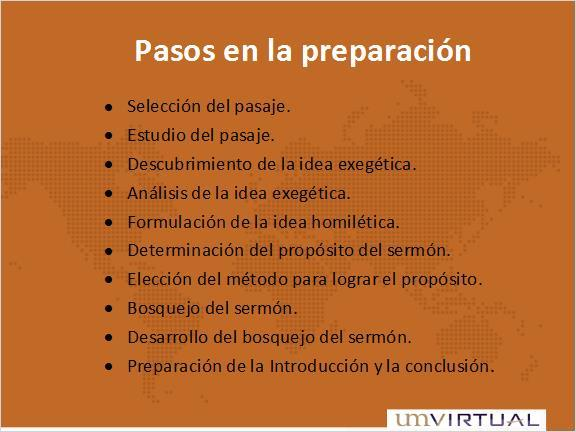 Pasos en la preparación
• Selección del pasaje.
• Estudio del pasaje.
• Descubrimiento de la idea exegética.
• Análisis de la idea exegética.
• Formulación de la idea homilética.
• Determinación del propósito del sermón.
• Elección del método para lograr el propósito.
• Bosquejo del sermón.
• Desarrollo del bosquejo del sermón.
• Preparación de la Introducción y la conclusión.
umVIRTUAL